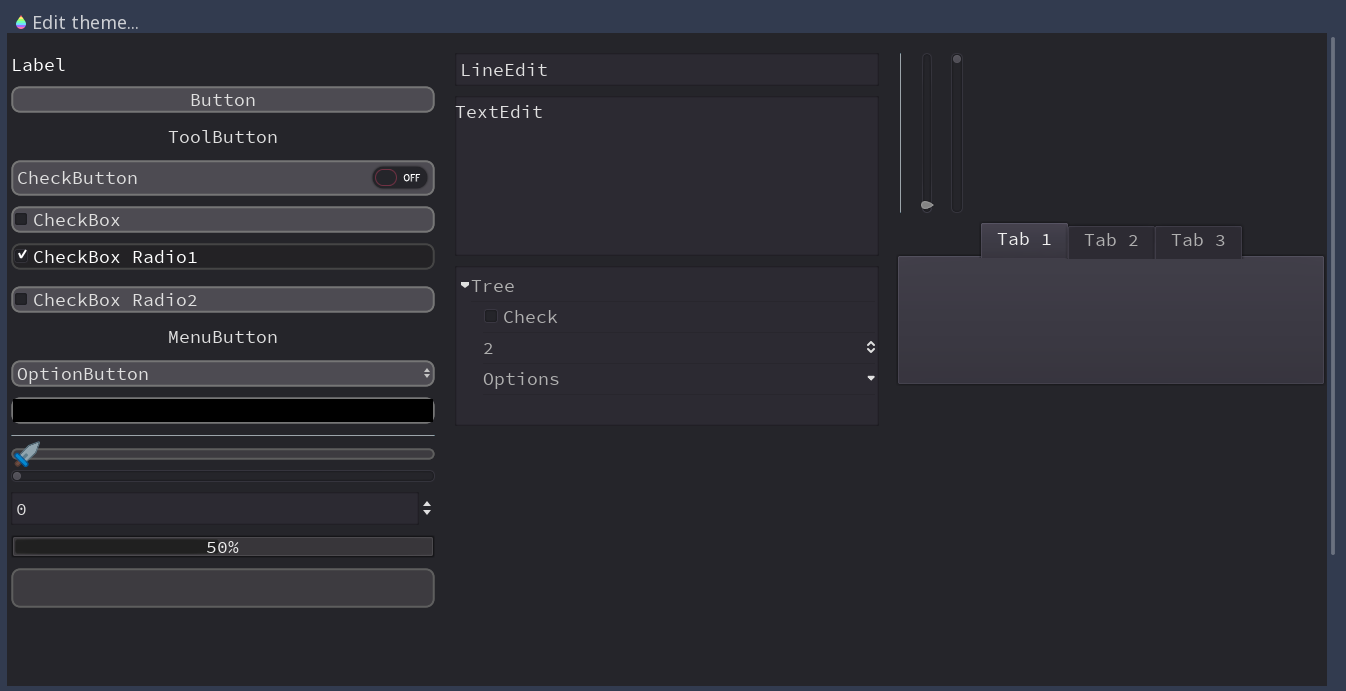 Edit theme...
Label
Button
ToolButton
CheckButton
OFF
CheckBox
CheckBox Radio1
CheckBox Radio2
MenuButton
OptionButton
0
50%
LineEdit
TextEdit
Tree
Check
2
Options
Tab 1 Tab 2 Tab 3